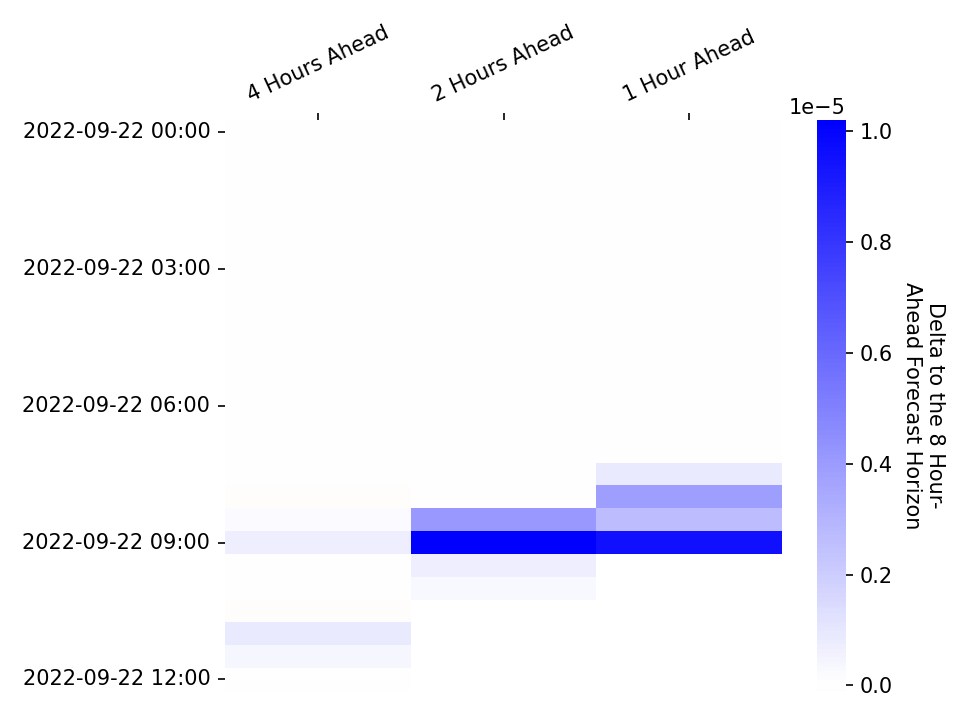 4 Hours Ahead
2 Hours Ahead
1 Hour Ahead
1e−5
2022-09-22 00:00
2022-09-22 03:00
2022-09-22 06:00
2022-09-22 09:00
2022-09-22 12:00
1.0
0.8
0.6
0.4
0.2
0.0
Delta to the 8 Hour-
Ahead Forecast Horizon